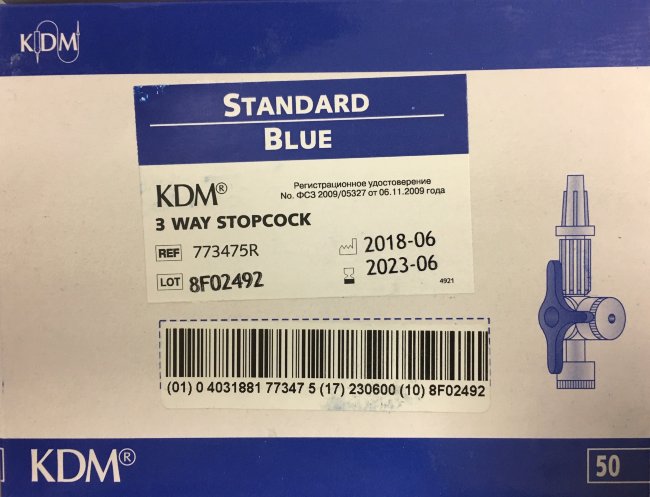 KDM
STANDARD
BLUE
KDM®
Регистрационное удостоверение
No. ФСЗ 2009/05327 от 06.11.2009 года
3 WAY STOPCOCK
REF 773475R
2018-06
LOT 8F02492
2023-06
4921
(01) 0 4031881 77347 5 (17) 230600 (10) 8F02492
KDM®
50